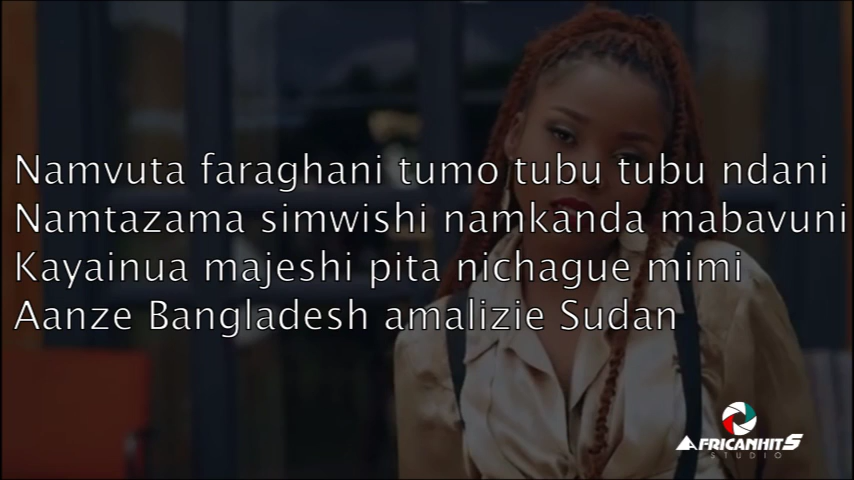 Namvuta faraghani tumo tubu tubu ndani
Namtazama simwishi namkanda mabavuni
Kayainua majeshi pita nichague mimi
Aanze Bangladesh amalizie Sudan
AFRICANHITS
STUDIO